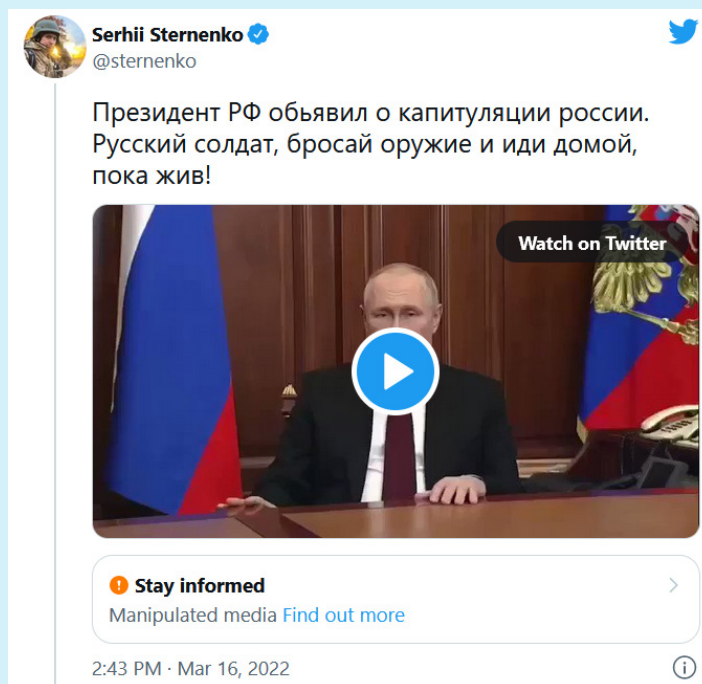 Serhii Sternenko
@sternenko
Президент РФ обьявил о капитуляции россии.
Русский солдат, бросай оружие и иди домой,
пока жив!
Watch on Twitter
Stay informed
Manipulated media Find out more
2:43 PM · Mar 16, 2022